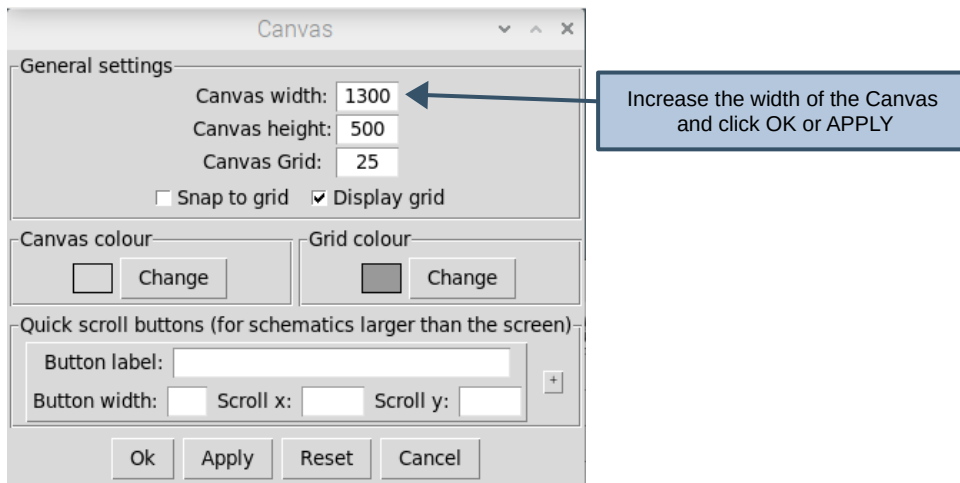 Canvas
General settings
Canvas width: 1300
Increase the width of the Canvas
and click OK or APPLY
Canvas height: 500
Canvas Grid: 25
Snap to grid Display grid
Canvas colour
Grid colour
Change
Change
Quick scroll buttons (for schematics larger than the screen)
Button label:
+
Button width: Scroll x: Scroll y:
Ok Apply Reset Cancel